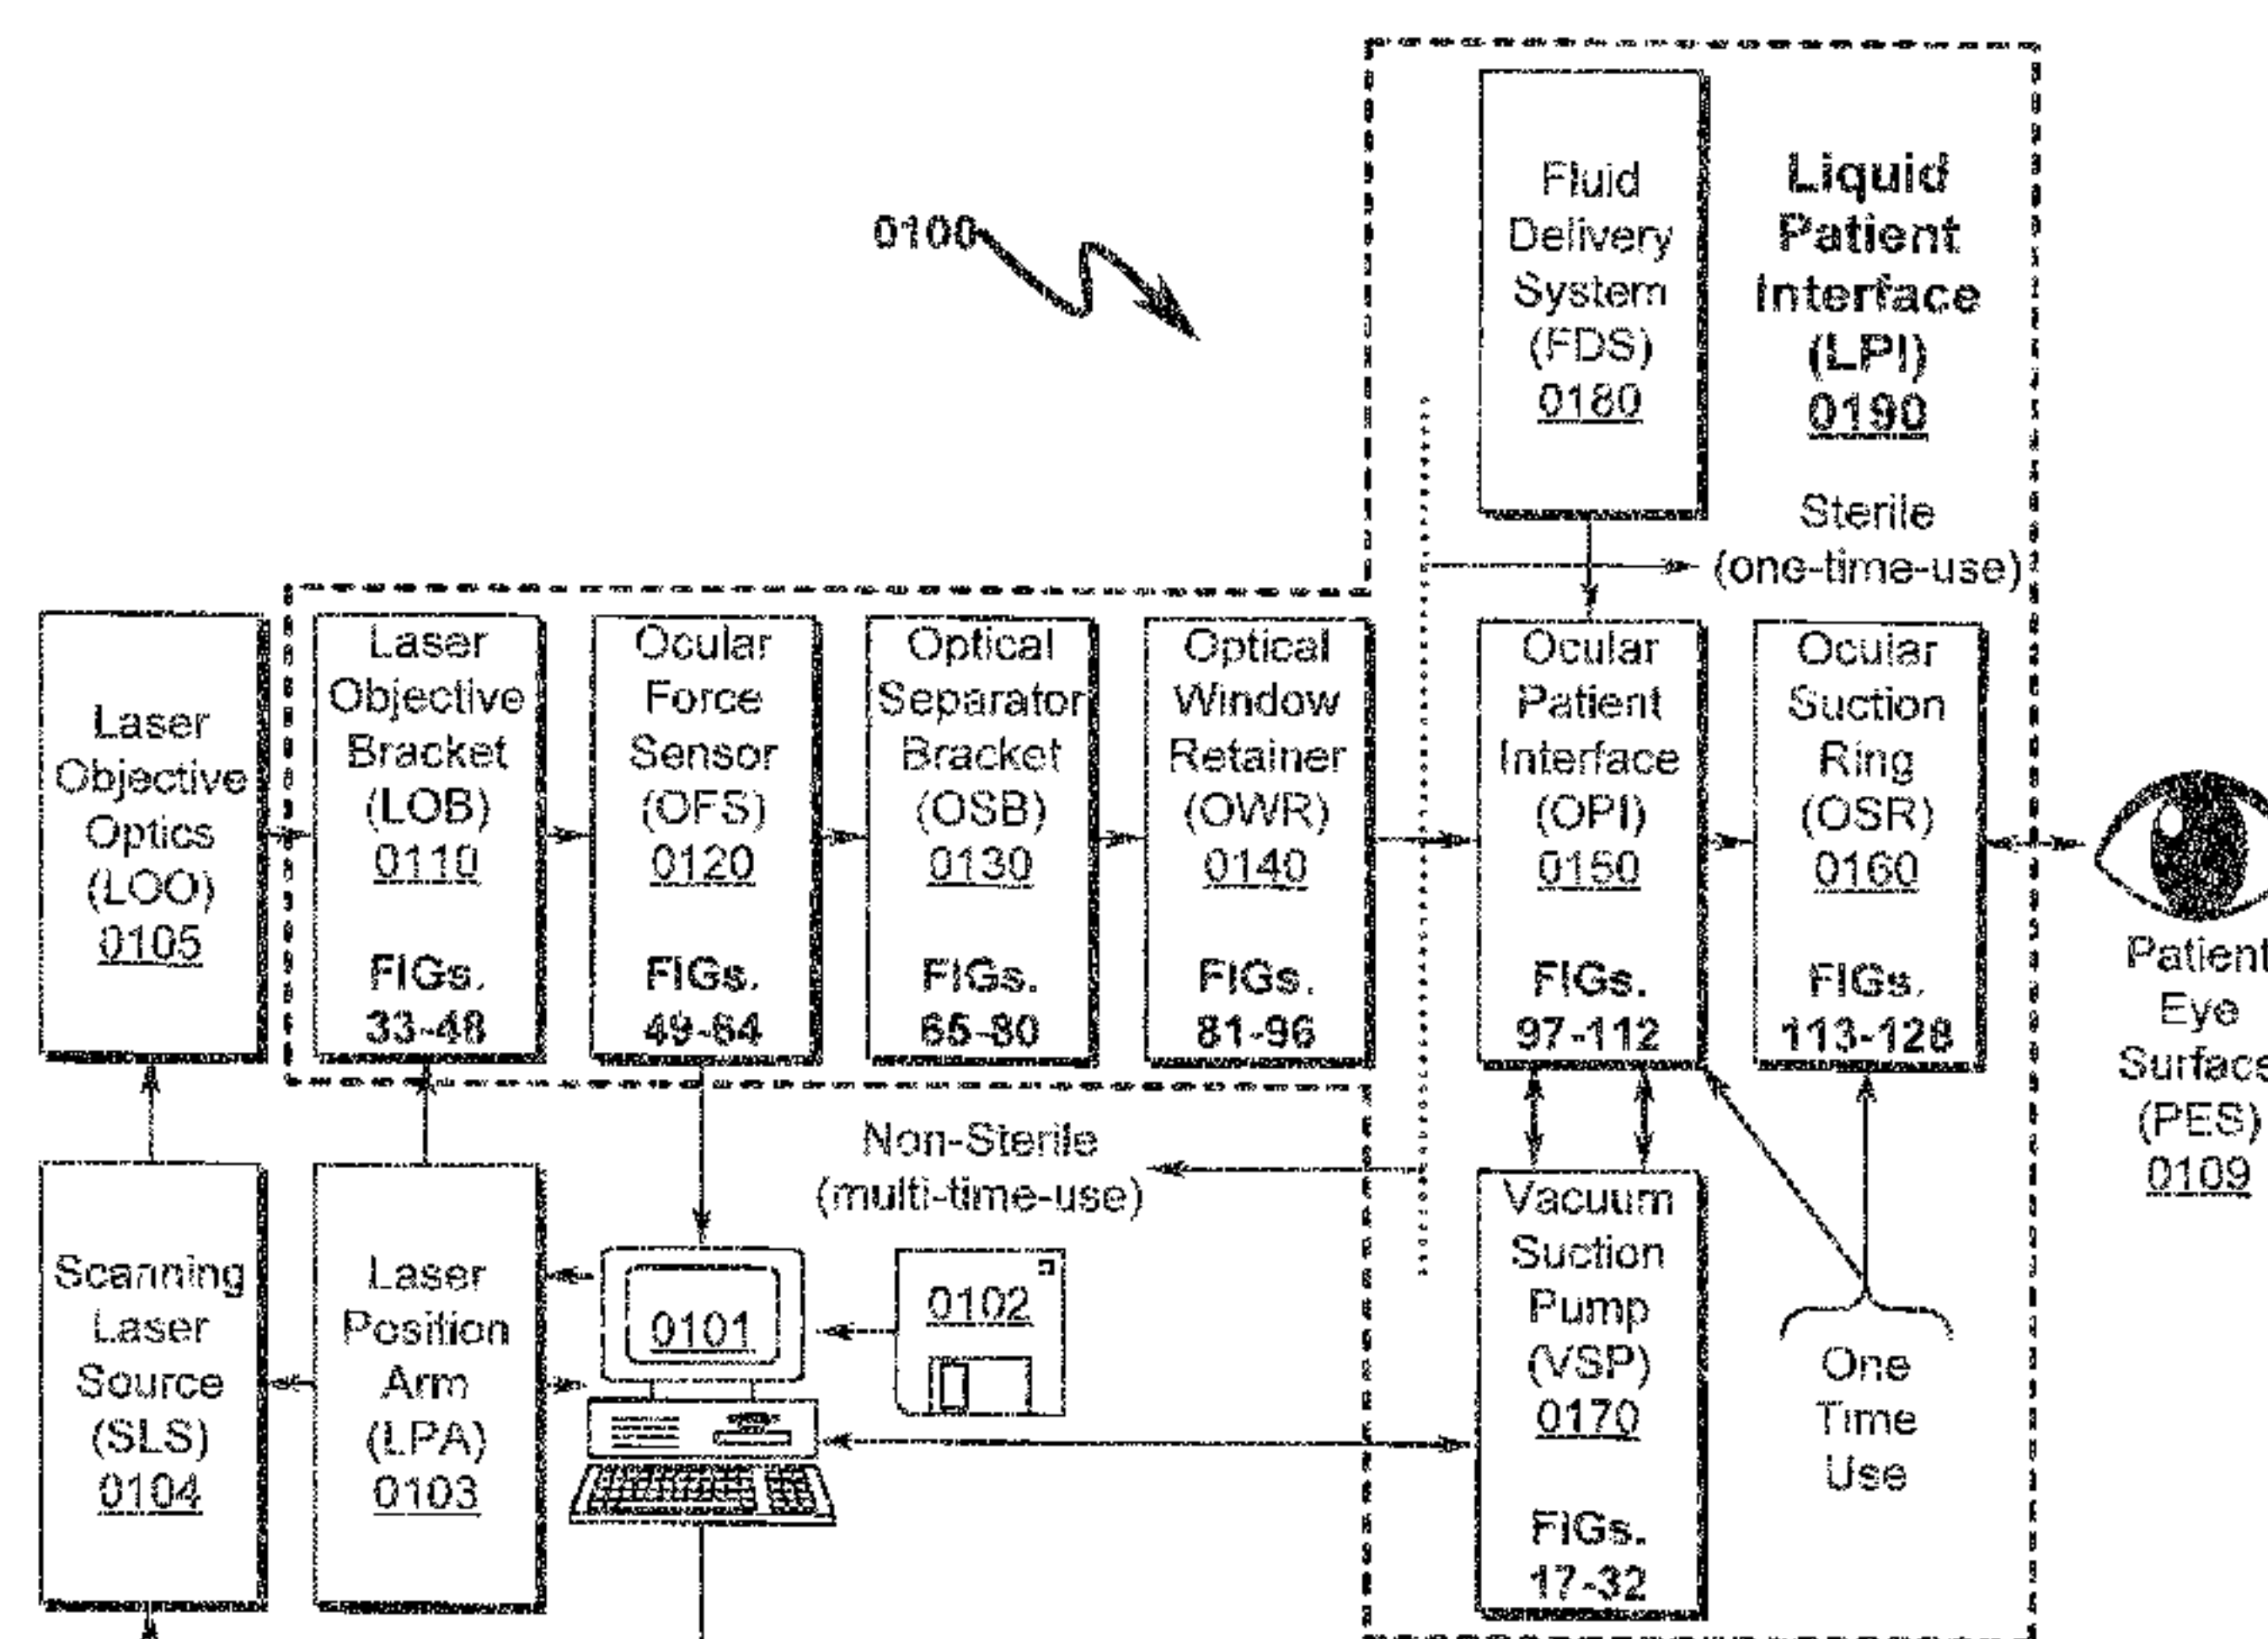 0100
Fluid
Delivery
System
(FDS)
0180
Liquid
Patient
Interface
(LPI)
0190
Sterile
(one-time-use)
Laser
Objective
Optics
(LOO)
0105
Laser
Objective
Bracket
(LOB)
0110
FIGs.
33-48
Ocular
Force
Sensor
(OFS)
0120
FIGs.
49-64
Optical
Separator
Bracket
(OSB)
0130
FIGs.
65-80
Optical
Window
Retainer
(OWR)
0140
FIGs.
81-96
Ocular
Patient
Interface
(OPI)
0150
FIGs.
97-112
Ocular
Suction
Ring
(OSR)
0160
FIGs.
113-128
Patient
Eye
Surface
(PES)
0109
Non-Sterile
(multi-time-use)
Scanning
Laser
Source
(SLS)
0104
Laser
Position
Arm
(LPA)
0103
0101
0102
Vacuum
Suction
Pump
(VSP)
0170
FIGs.
17-32
One
Time
Use